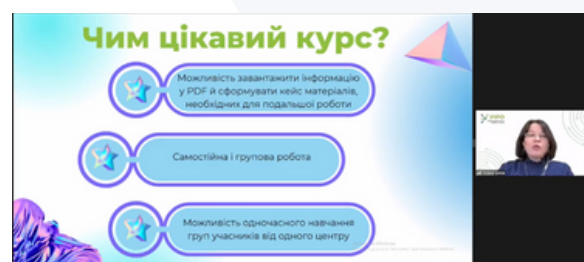 Чим цікавий курс?
Можливість завантажити інформацію
у PDF й сформувати кейс матеріалів,
необхідних для подальшої роботи
Самостійна і групова робота
Можливість одночасного навчання
груп учасників від одного центру